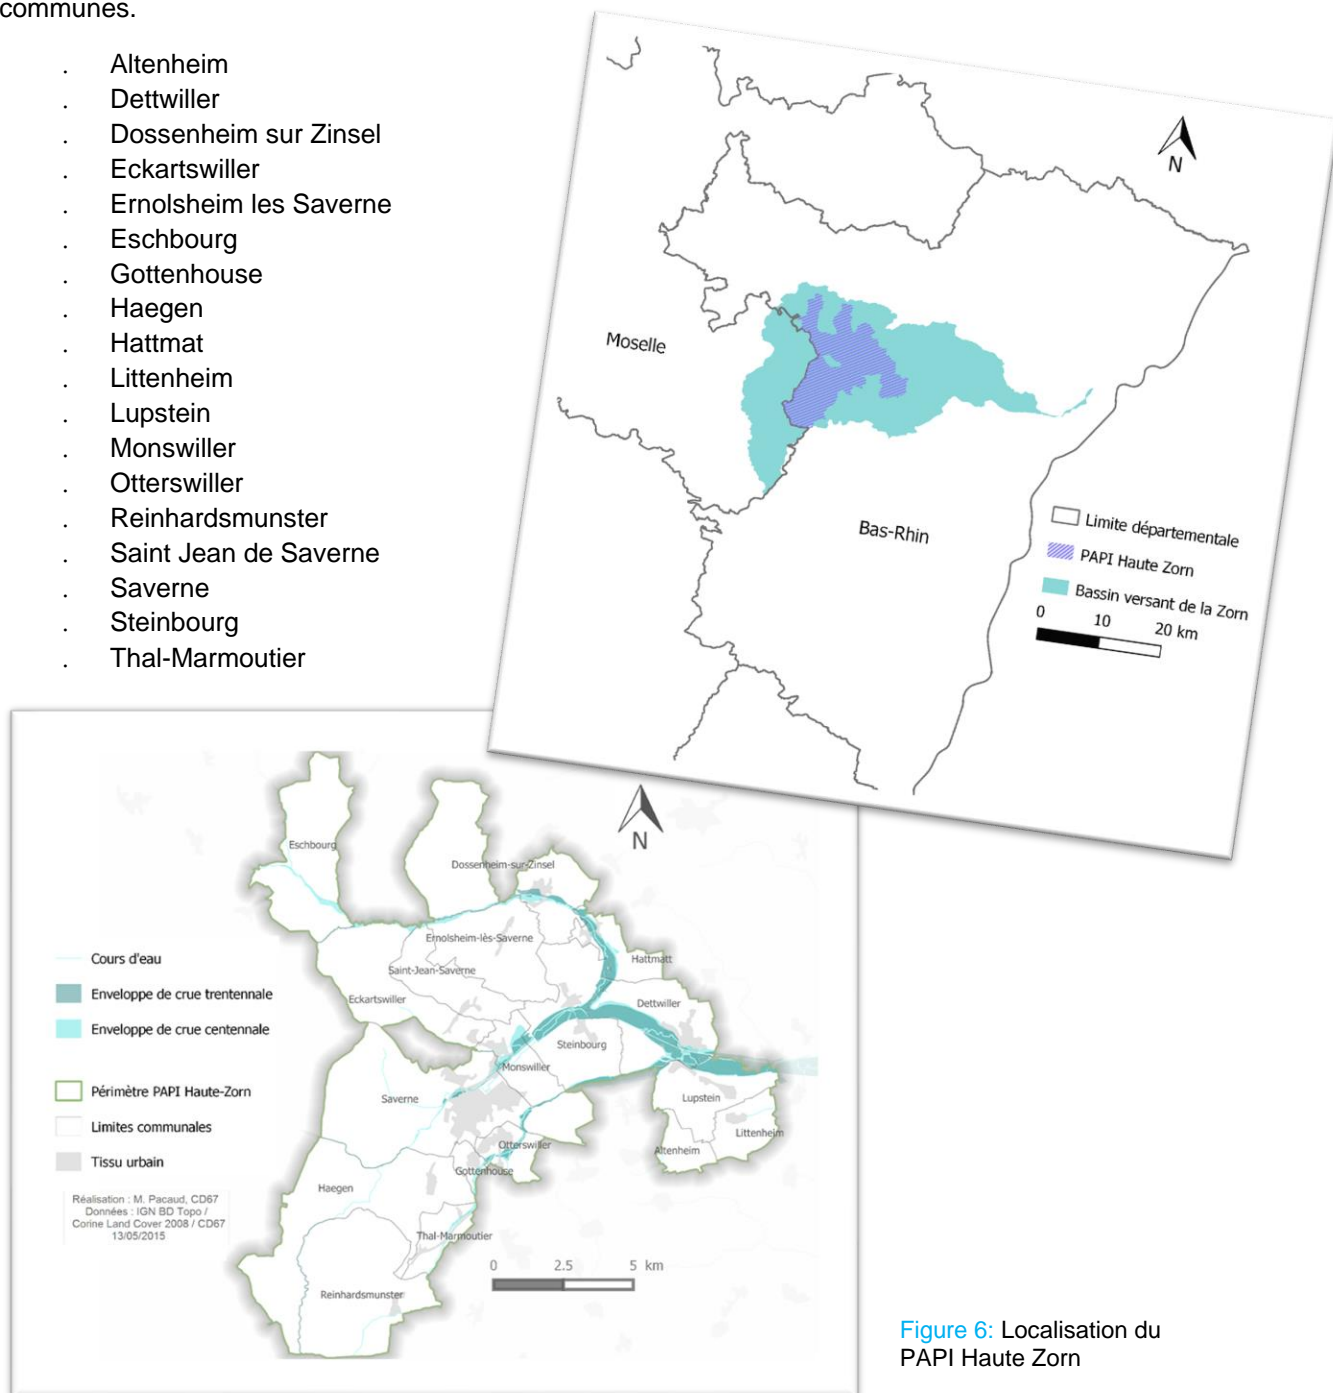 communes.
. Altenheim
. Dettwiller
. Dossenheim sur Zinsel
. Eckartswiller
. Ernolsheim les Saverne
. Eschbourg
. Gottenhouse
. Haegen
. Hattmat
. Littenheim
. Lupstein
. Monswiller
. Otterswiller
. Reinhardsmunster
. Saint Jean de Saverne
. Saverne
. Steinbourg
. Thal-Marmoutier
N
Moselle
Bas-Rhin
Limite départementale
PAPI Haute Zorn
Bassin versant de la Zorn
0 10 20 km
N
Eschbourg
Dossenheim-sur-Zinsel
Ernolsheim-lès-Saverne
Hattmatt
Saint-Jean-Saverne
Eckartswiller
Dettwiller
Steinbourg
Monswiller
Saverne
Lupstein
Littenheim
Altenheim
Otterswiller
Gottenhouse
Haegen
Thal-Marmoutier
Reinhardsmunster
Cours d'eau
Enveloppe de crue trentennale
Enveloppe de crue centennale
Périmètre PAPI Haute-Zorn
Limites communales
Tissu urbain
Réalisation : M. Pacaud, CD67
Données : IGN BD Topo /
Corine Land Cover 2008 / CD67
13/05/2015
0 2.5 5 km
Figure 6: Localisation du
PAPI Haute Zorn